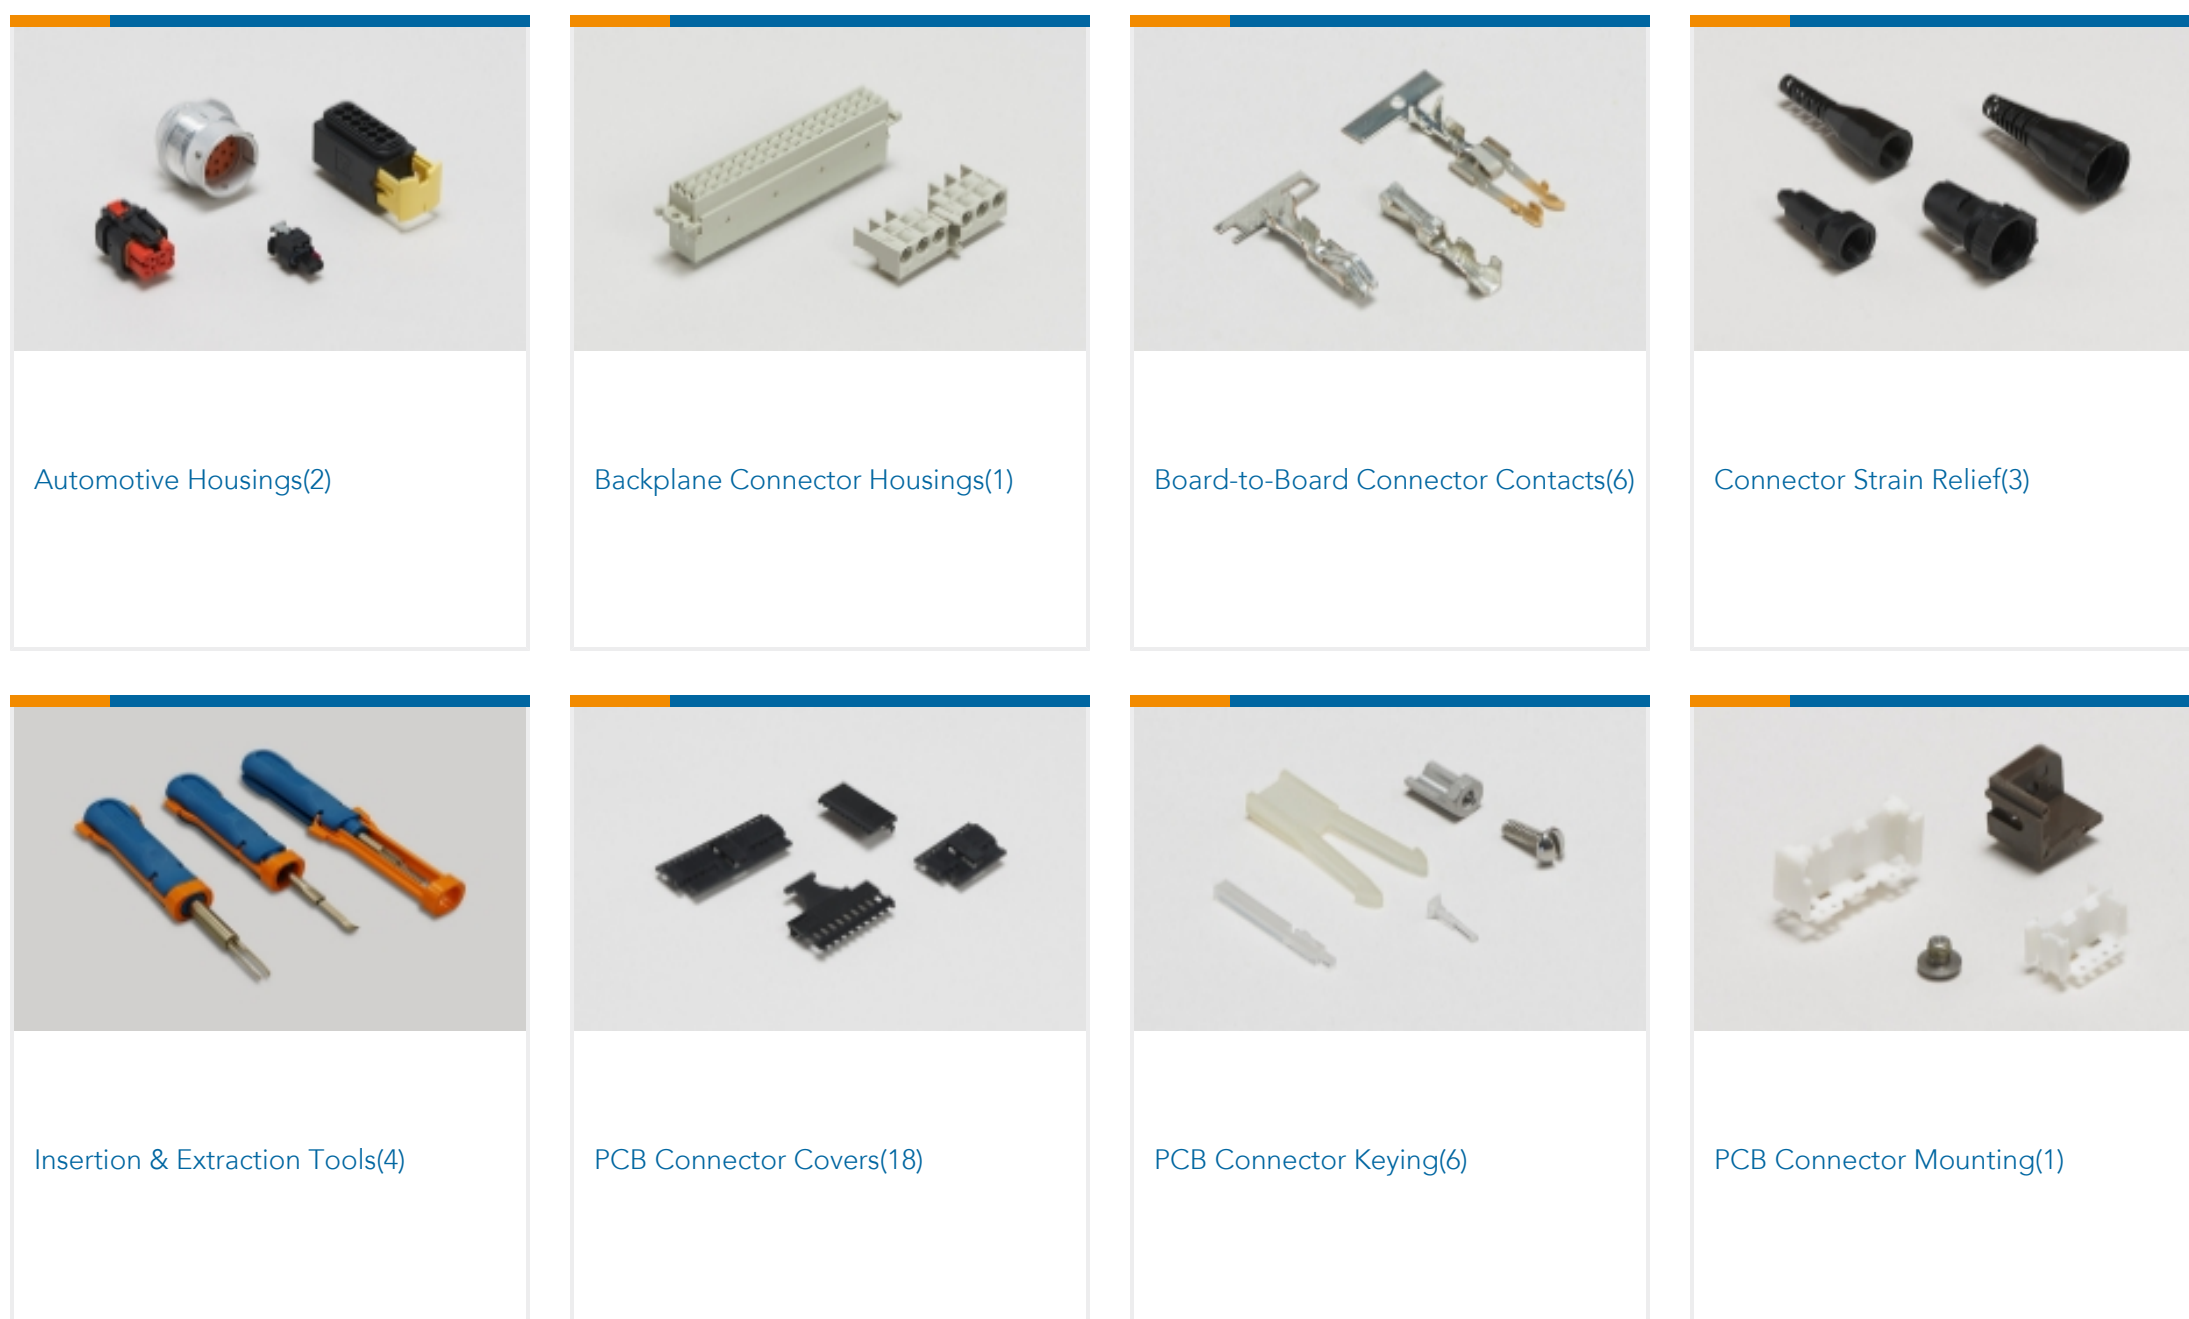 Automotive Housings(2)
Backplane Connector Housings(1)
Board-to-Board Connector Contacts(6)
Connector Strain Relief(3)
Insertion & Extraction Tools(4)
PCB Connector Covers(18)
PCB Connector Keying(6)
PCB Connector Mounting(1)